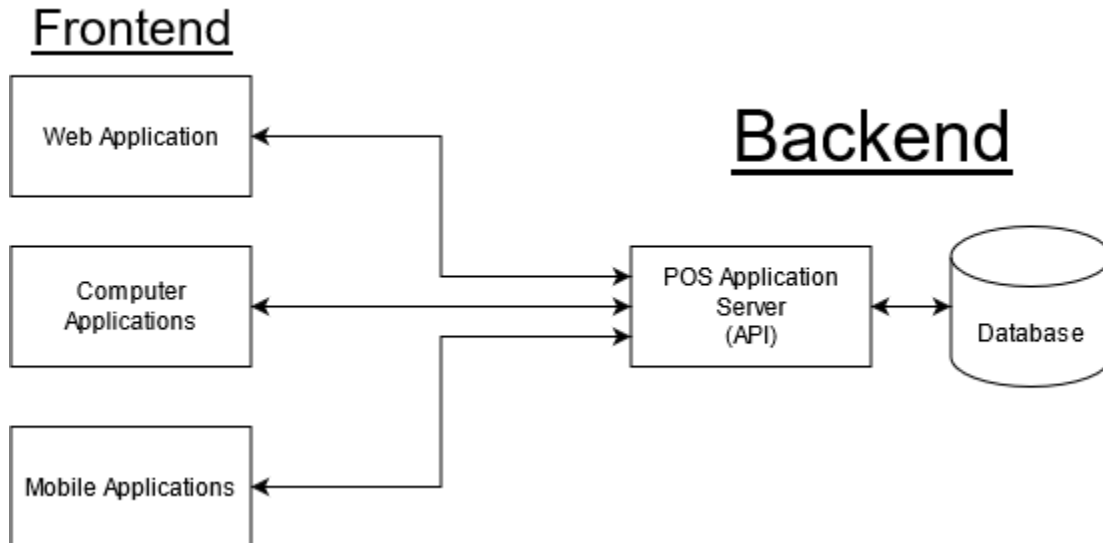 Frontend
Web Application
Computer
Applications
Mobile Applications
Backend
POS Application
Server
(API)
Database